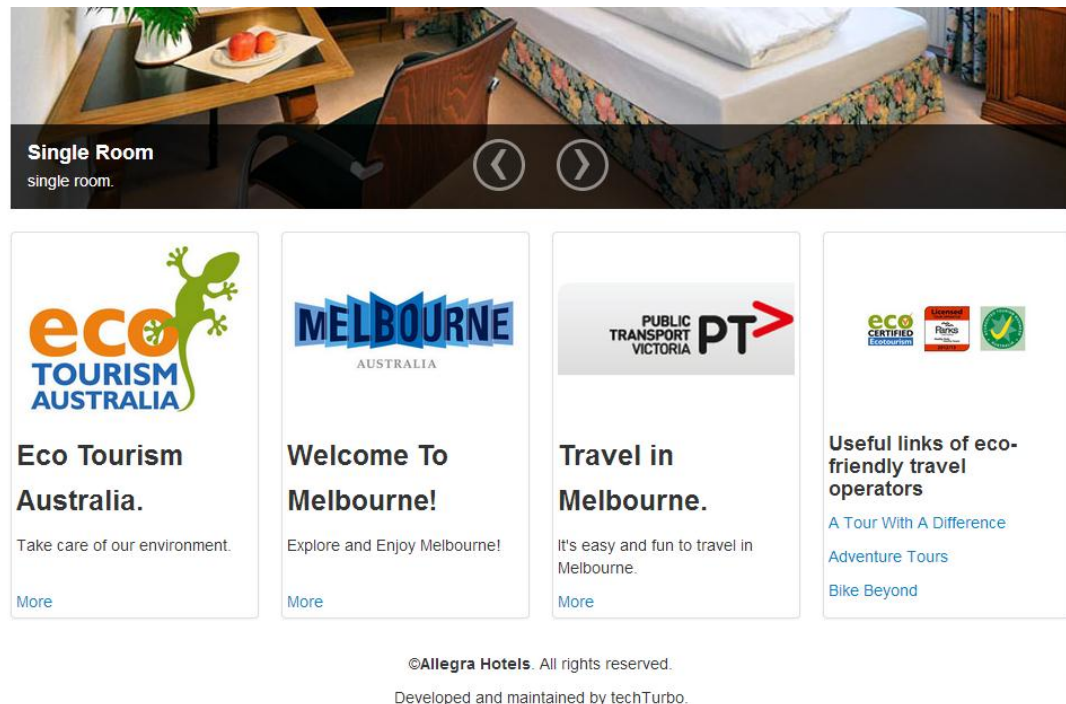 Single Room
single room.
eco
TOURISM
AUSTRALIA
Eco Tourism
Australia.
Take care of our environment.
More
MELBOURNE
AUSTRALIA
Welcome To
Melbourne!
Explore and Enjoy Melbourne!
More
PUBLIC
TRANSPORT
VICTORIA
PT>
Travel in
Melbourne.
It's easy and fun to travel in
Melbourne.
More
eco
CERTIFIED
Ecotourism
Licensed
Parks
Useful links of eco-
friendly travel
operators
A Tour With A Difference
Adventure Tours
Bike Beyond
©Allegra Hotels. All rights reserved.
Developed and maintained by techTurbo.